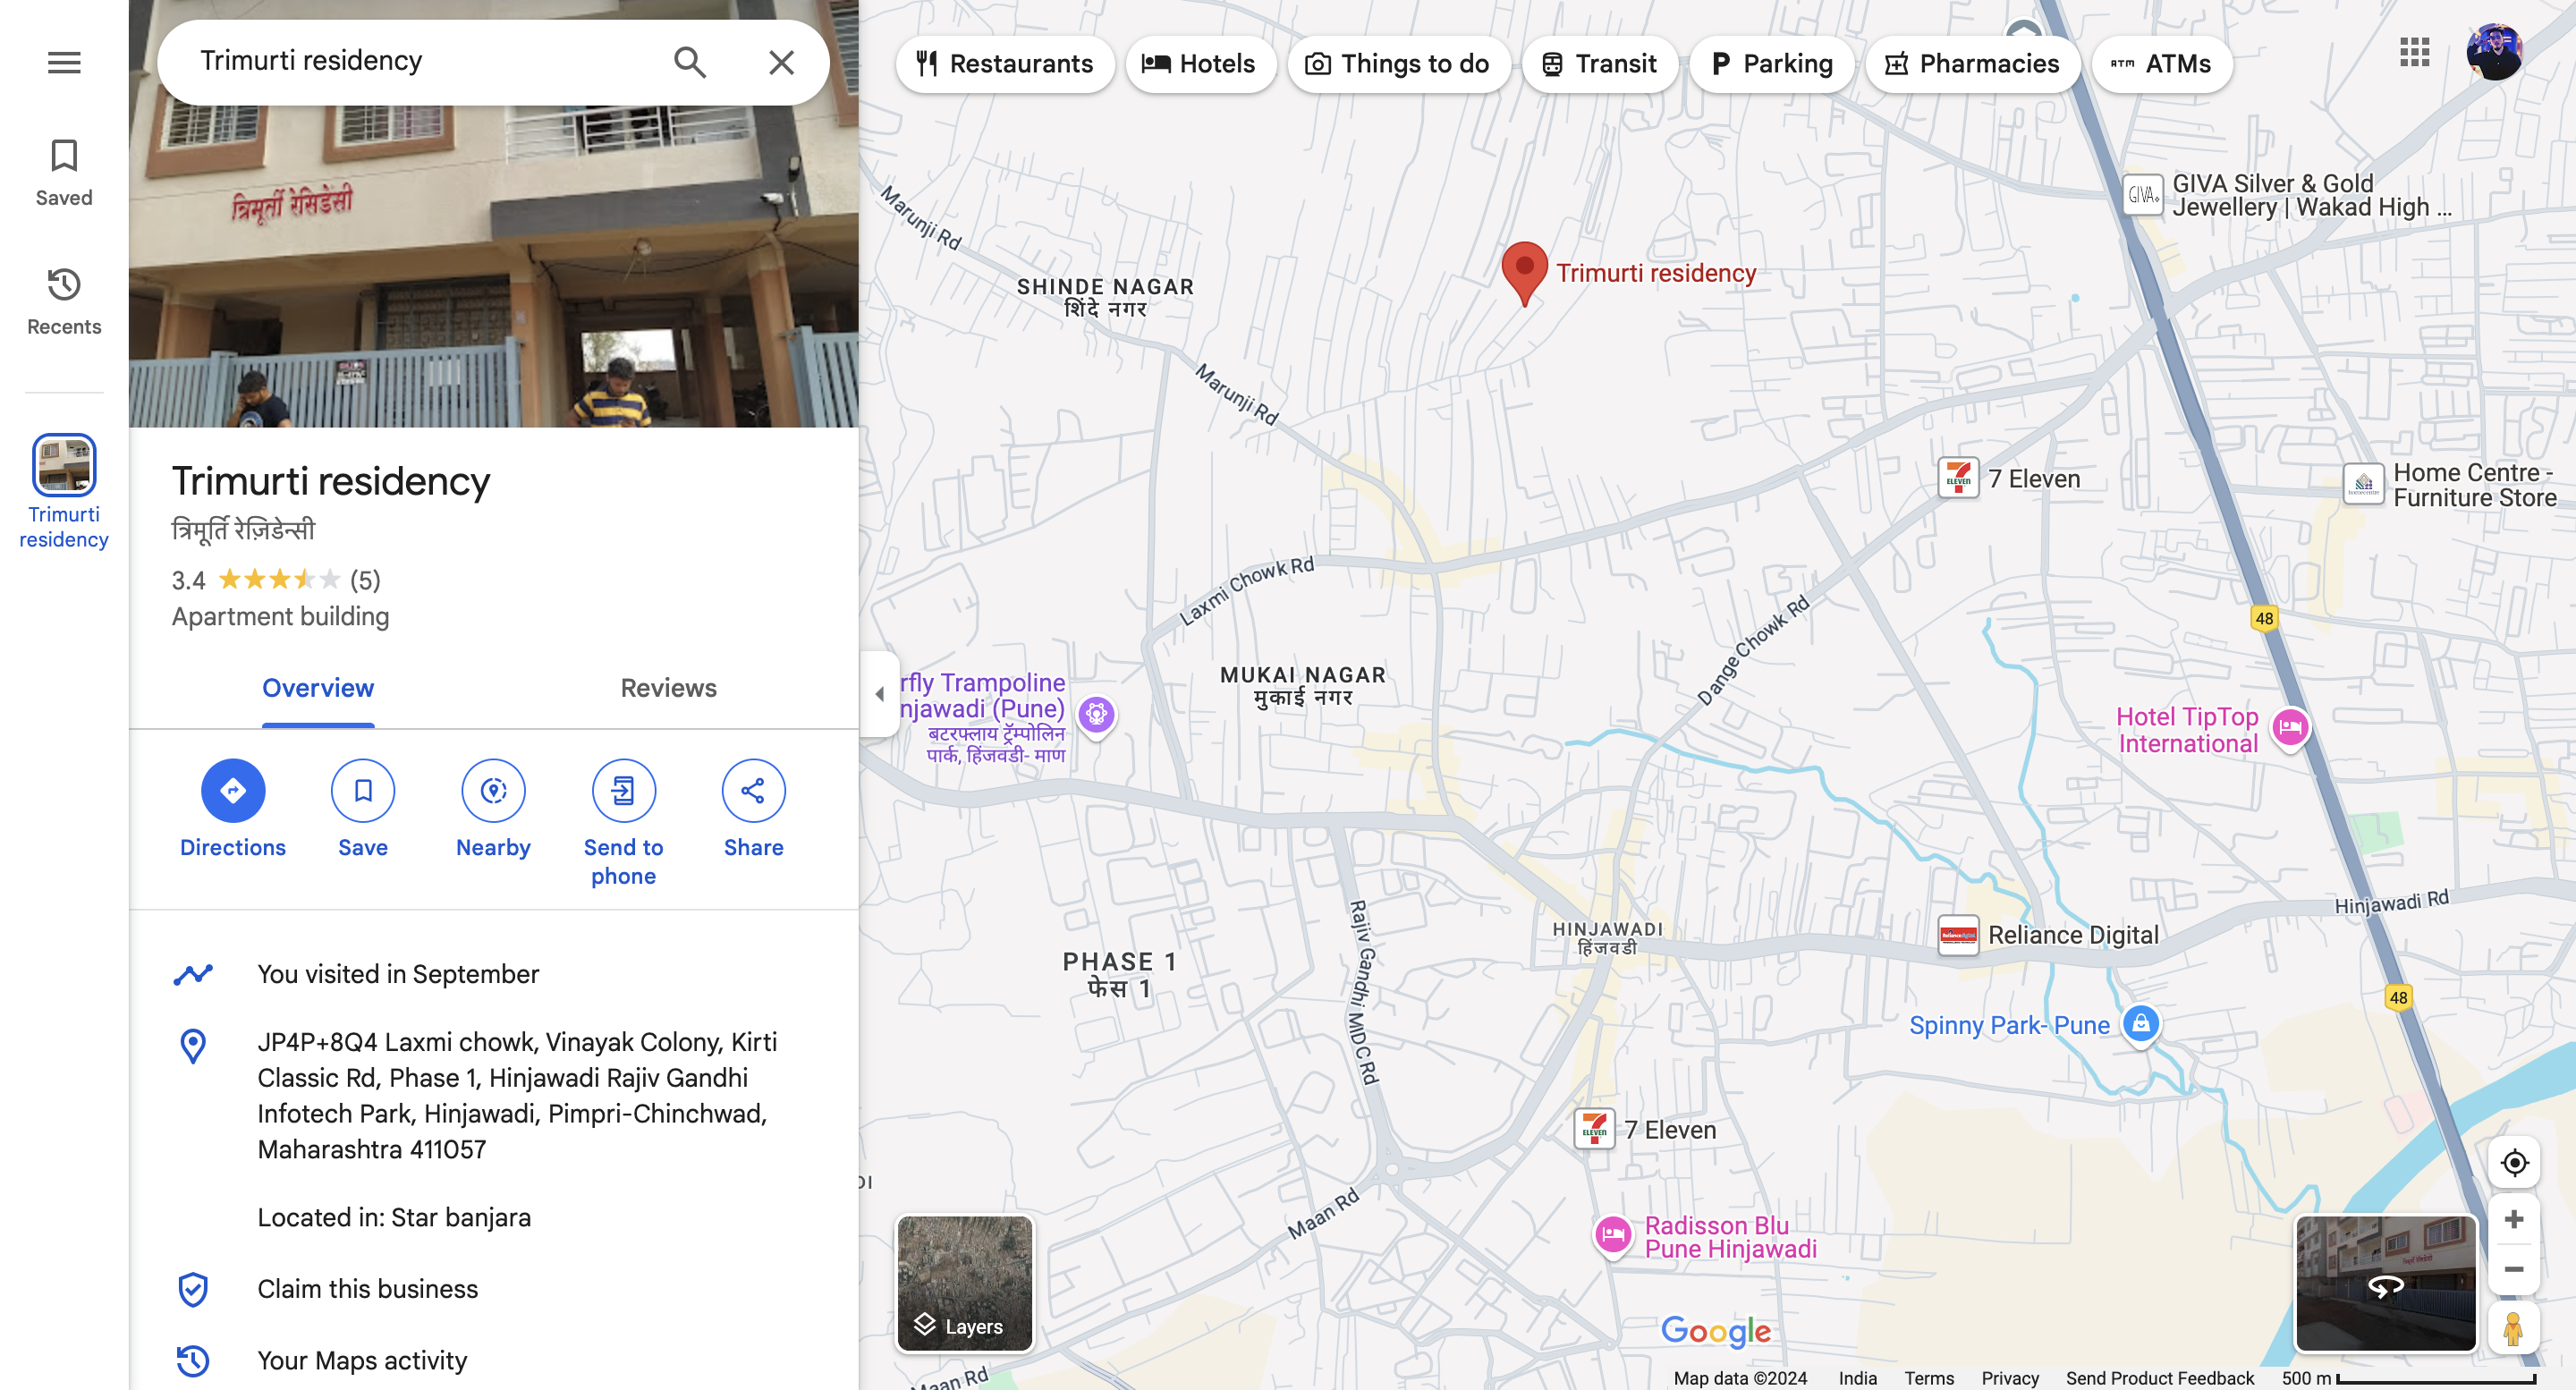 Trimurti residency
Restaurants
Hotels
Things to do
Transit
Parking
Pharmacies
ATMs
Saved
Recents
Trimurti
residency
त्रिमूर्ती रेसिडेंसी
Trimurti residency
त्रिमूर्ति रेज़िडेन्सी
3.4 (5)
Apartment building
Overview
Reviews
Directions
Save
Nearby
Send to
phone
Share
You visited in September
JP4P+8Q4 Laxmi chowk, Vinayak Colony, Kirti
Classic Rd, Phase 1, Hinjawadi Rajiv Gandhi
Infotech Park, Hinjawadi, Pimpri-Chinchwad,
Maharashtra 411057
Located in: Star banjara
Claim this business
Your Maps activity
Marunji Rd
SHINDE NAGAR
शिंदे नगर
Trimurti residency
GIVA
GIVA Silver & Gold
Jewellery | Wakad High ...
Marunji Rd
7 Eleven
Home Centre -
Furniture Store
Laxmi Chowk Rd
Dange Chowk Rd
48
MUKAI NAGAR
मुकाई नगर
rfly Trampoline
njawadi (Pune)
बटरफ्लाय ट्रॅम्पोलिन
पार्क, हिंजवडी- माण
Hotel TipTop
International
Hinjawadi Rd
Rajiv Gandhi MIDC Rd
HINJAWADI
हिंजवडी
Reliance Digital
PHASE 1
फेस 1
48
Spinny Park- Pune
7 Eleven
Maan Rd
Radisson Blu
Pune Hinjawadi
Layers
Google
Maan Rd
Map data ©2024
India
Terms
Privacy
Send Product Feedback
500 m